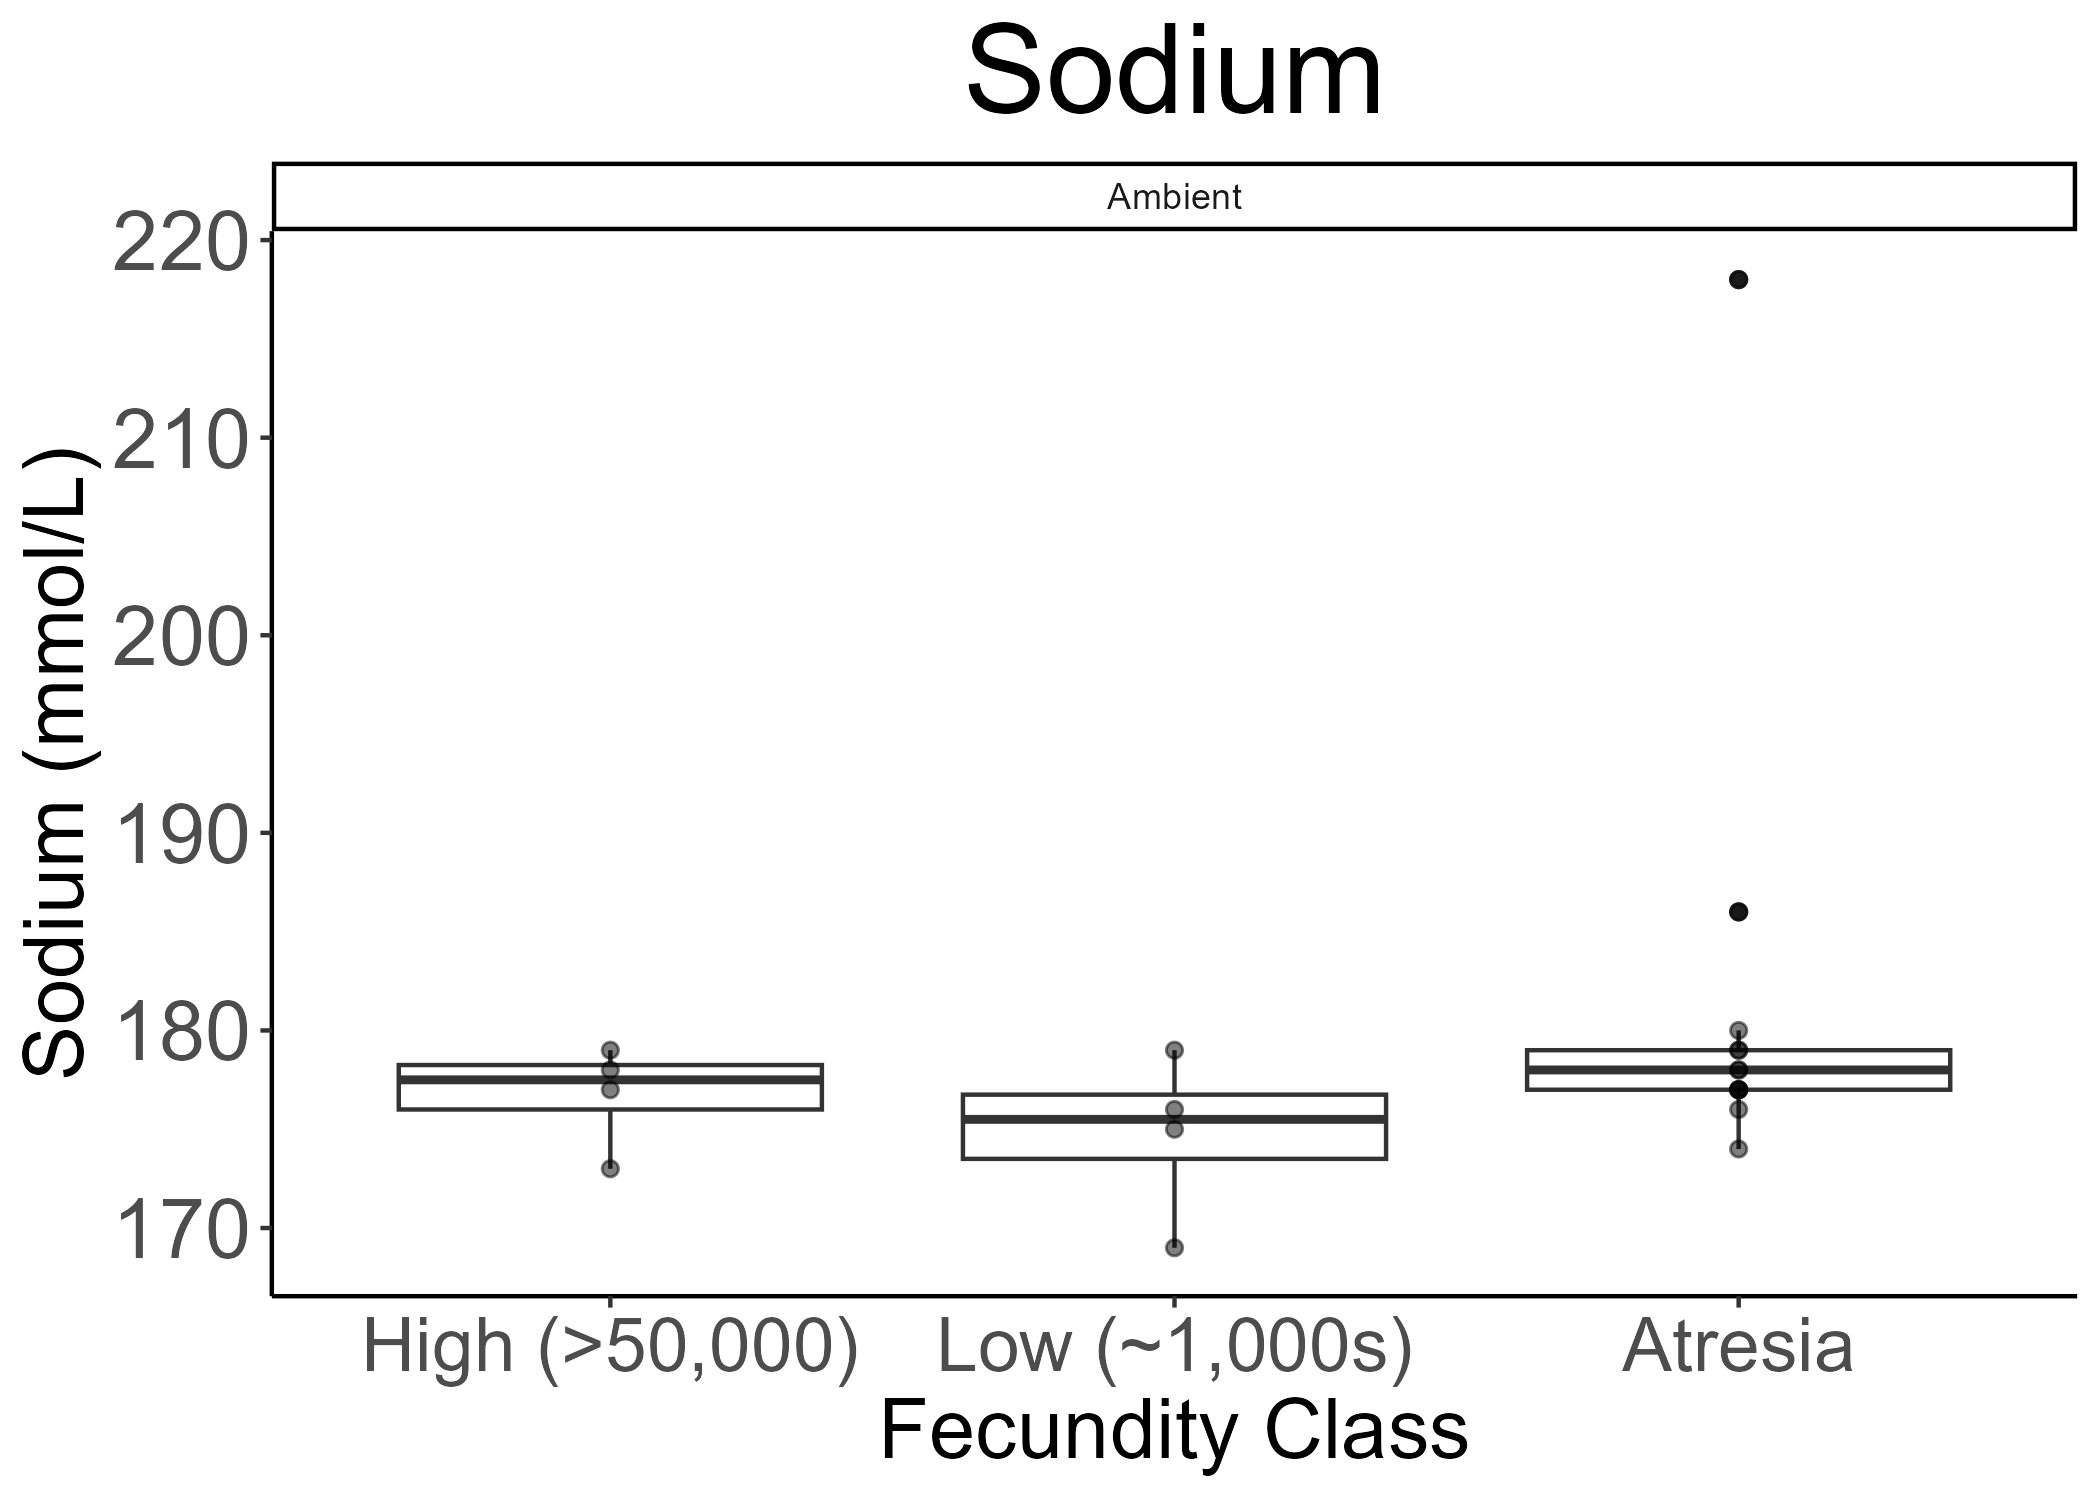 Sodium
Ambient
220
210
200
190
180
170
Sodium (mmol/L)
High (>50,000)
Low (~1,000s)
Atresia
Fecundity Class